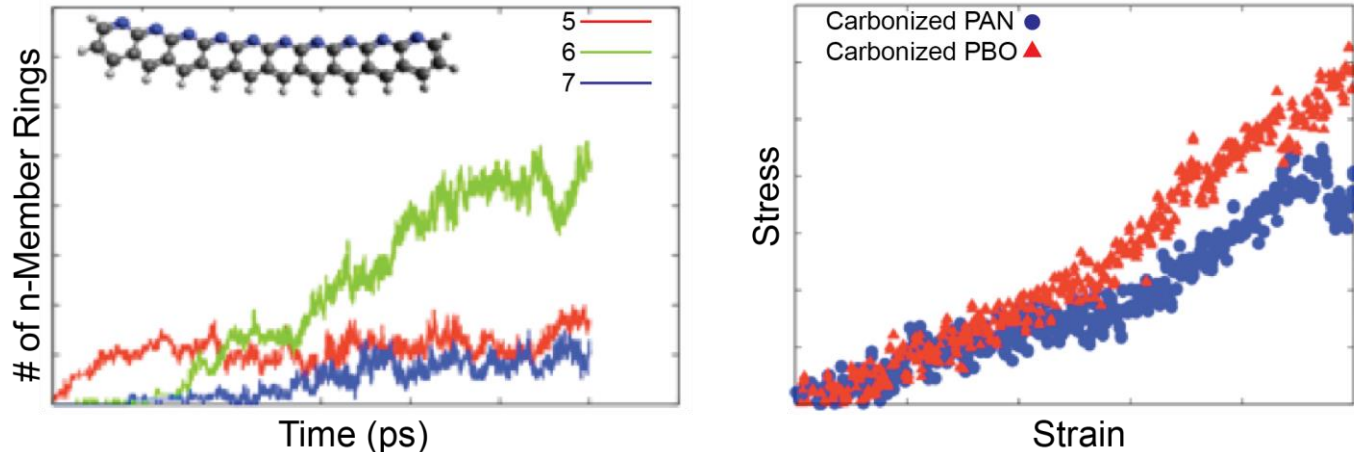 # of n-Member Rings
5
6
7
Time (ps)
Stress
Carbonized PAN
Carbonized PBO
Strain